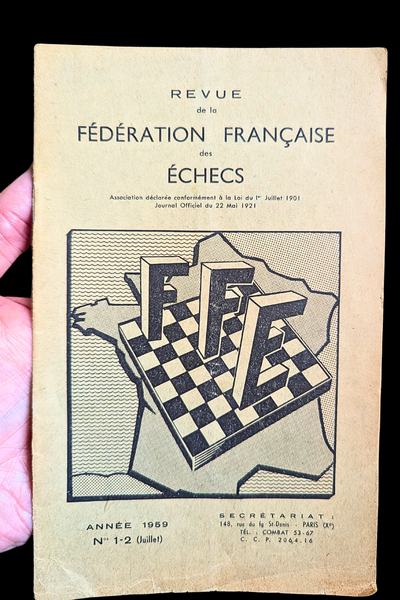 REVUE
de la
FÉDÉRATION FRANÇAISE
des
ÉCHECS
Association déclarée conformément à la Loi du 1er Juillet 1901
Journal Officiel du 22 Mai 1921
FFE
ANNÉE 1959
Nos 1-2 (Juillet)
SECRÉTARIAT :
148, rue du fg St-Denis - PARIS (Xe)
TÉL. : COMBAT 53-67
C. C. P. 2064-16